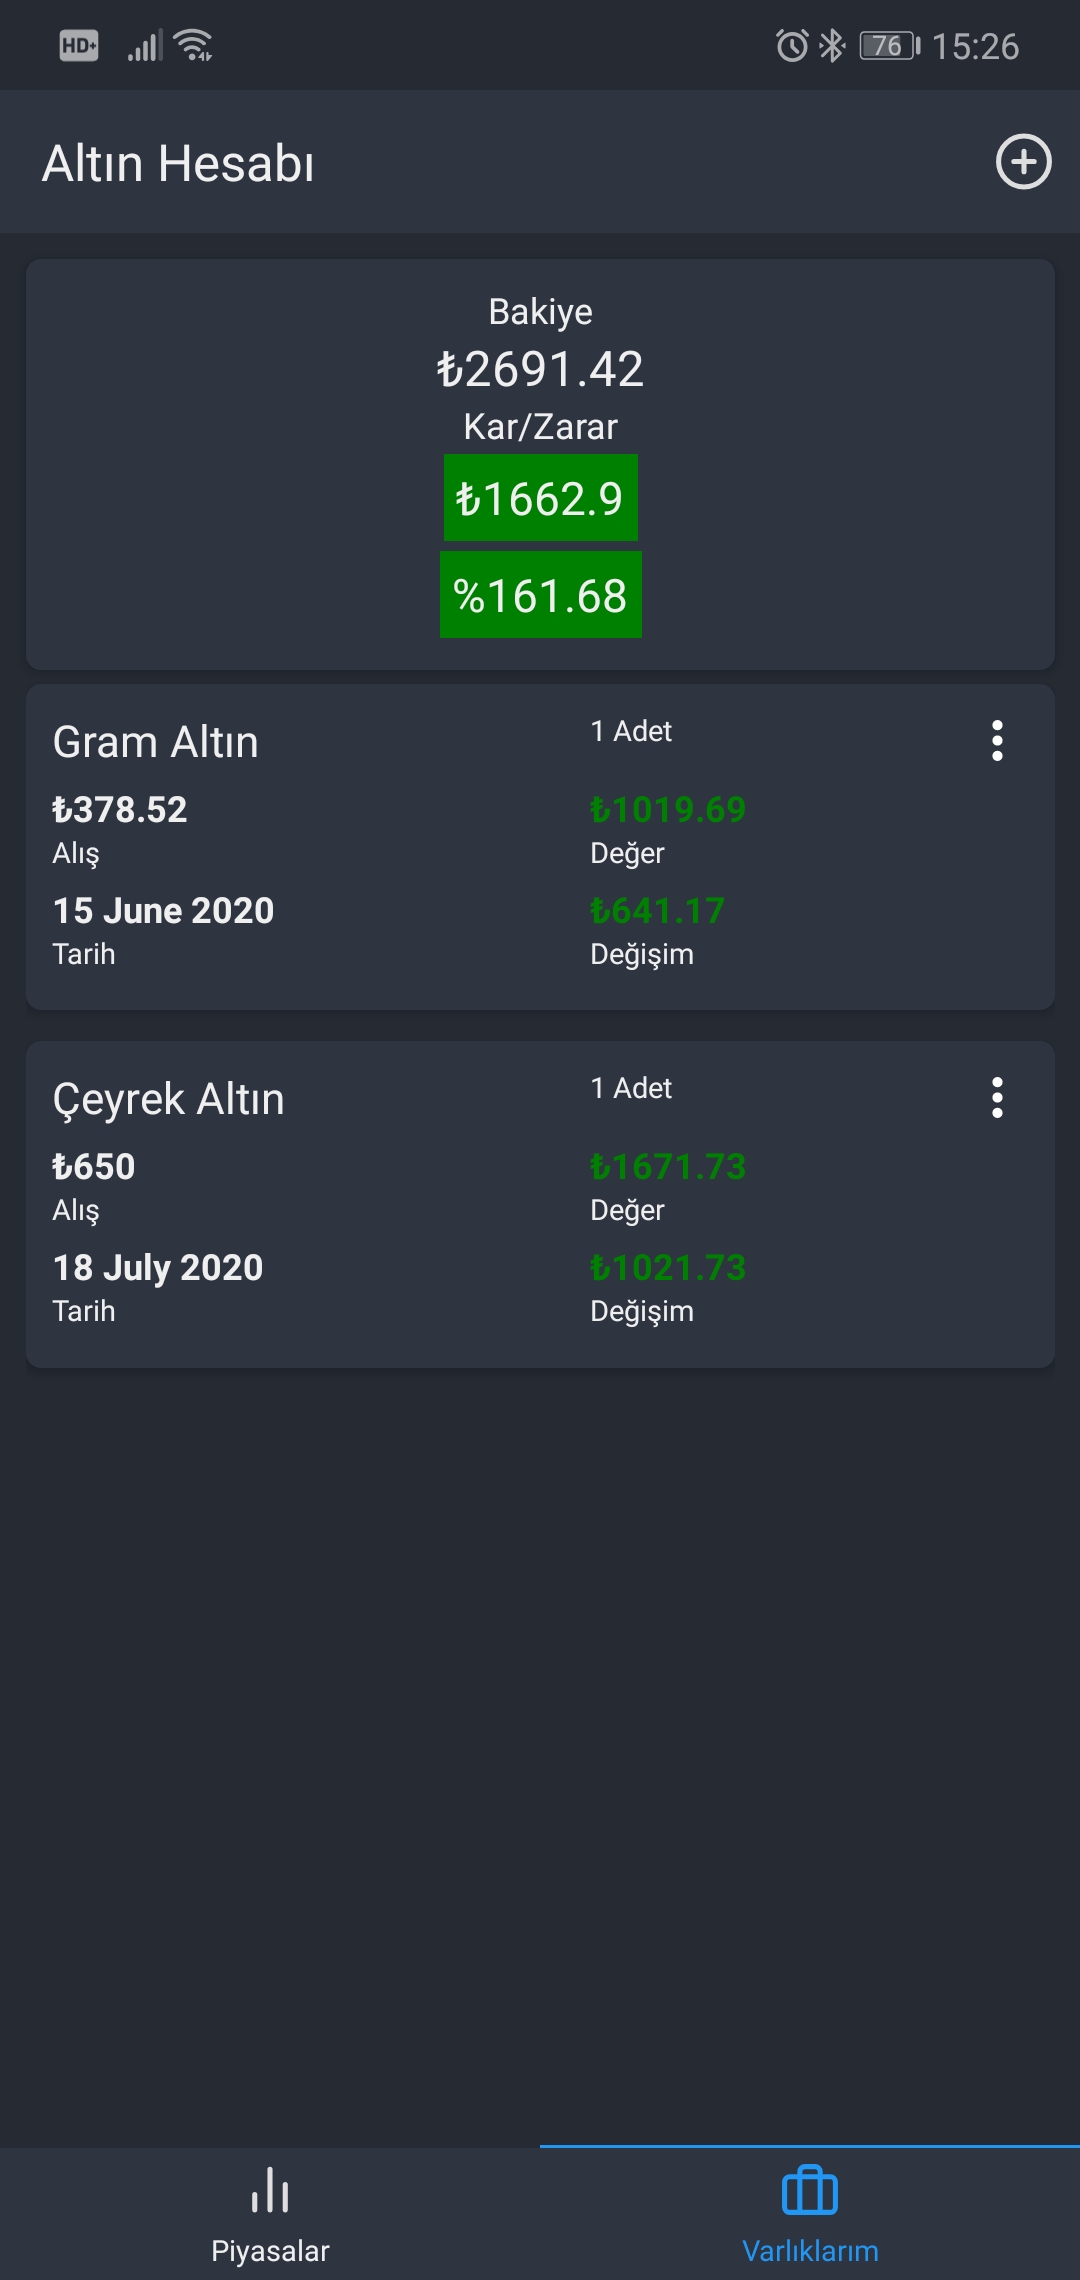 HD+ 76 15:26
Altın Hesabı
Bakiye
₺2691.42
Kar/Zarar
₺1662.9
%161.68
Gram Altın 1 Adet
₺378.52 ₺1019.69
Alış Değer
15 June 2020 ₺641.17
Tarih Değişim
Çeyrek Altın 1 Adet
₺650 ₺1671.73
Alış Değer
18 July 2020 ₺1021.73
Tarih Değişim
Piyasalar Varlıklarım